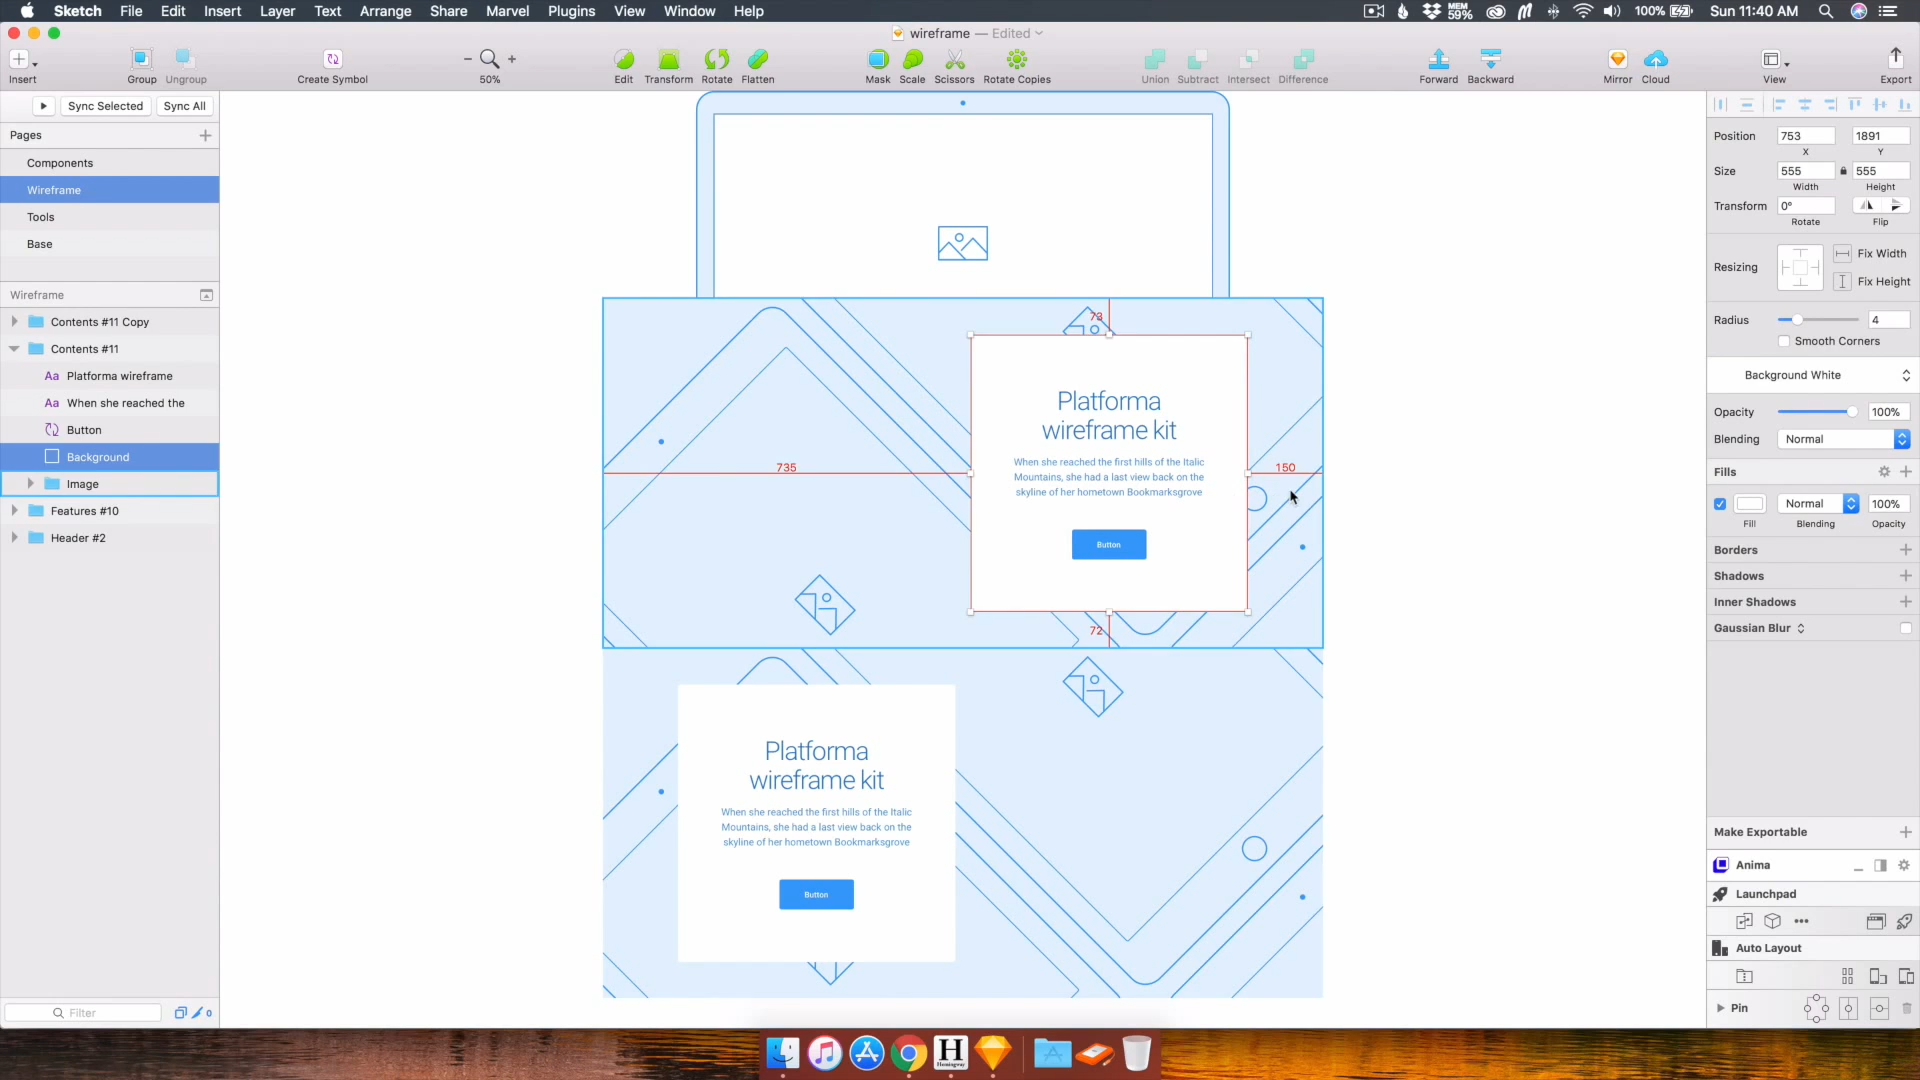 Sketch File Edit Insert Layer Text Arrange Share Marvel Plugins View Window Help
MEM 59% 100% Sun 11:40 AM
wireframe — Edited
Insert
Group
Ungroup
Create Symbol
50%
Edit
Transform
Rotate
Flatten
Mask
Scale
Scissors
Rotate Copies
Union
Subtract
Intersect
Difference
Forward
Backward
Mirror
Cloud
View
Export
Sync Selected
Sync All
Pages
Components
Wireframe
Tools
Base
Wireframe
Contents #11 Copy
Contents #11
Aa Platforma wireframe
Aa When she reached the
Button
Background
Image
Features #10
Header #2
Filter
0
73
735
150
72
Platforma
wireframe kit
When she reached the first hills of the Italic
Mountains, she had a last view back on the
skyline of her hometown Bookmarksgrove
Button
Platforma
wireframe kit
When she reached the first hills of the Italic
Mountains, she had a last view back on the
skyline of her hometown Bookmarksgrove
Button
Position 753 1891
X Y
Size 555 555
Width Height
Transform 0°
Rotate Flip
Resizing
Fix Width
Fix Height
Radius 4
Smooth Corners
Background White
Opacity 100%
Blending Normal
Fills
Normal 100%
Fill Blending Opacity
Borders
Shadows
Inner Shadows
Gaussian Blur
Make Exportable
Anima
Launchpad
Auto Layout
Pin
H
Hemingway